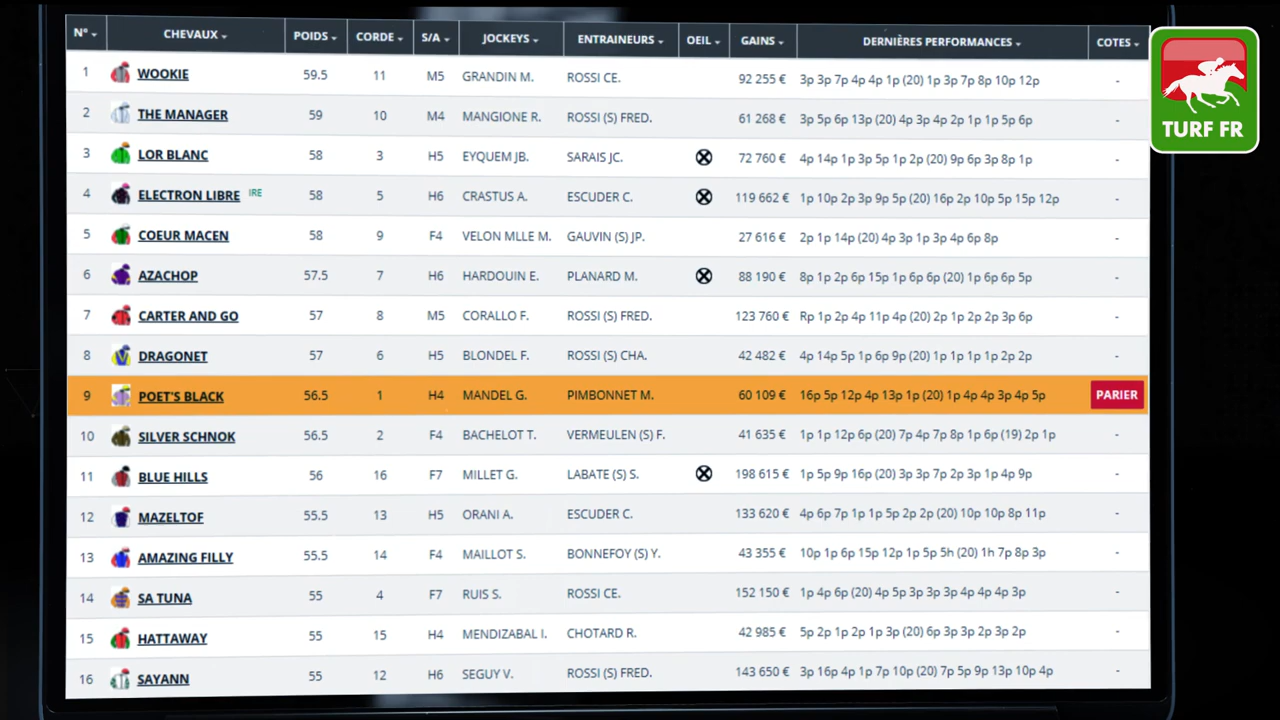 N° CHEVAUX POIDS CORDE S/A JOCKEYS ENTRAINEURS OEIL GAINS DERNIÈRES PERFORMANCES COTES
1 WOOKIE 59.5 11 M5 GRANDIN M. ROSSI CE. 92 255 € 3p 3p 7p 4p 4p 1p (20) 1p 3p 7p 8p 10p 12p -
2 THE MANAGER 59 10 M4 MANGIONE R. ROSSI (S) FRED. 61 268 € 3p 5p 6p 13p (20) 4p 3p 4p 2p 1p 1p 5p 6p -
3 LOR BLANC 58 3 H5 EYQUEM JB. SARAIS JC. 72 760 € 4p 14p 1p 3p 5p 1p 2p (20) 9p 6p 3p 8p 1p -
4 ELECTRON LIBRE IRE 58 5 H6 CRASTUS A. ESCUDER C. 119 662 € 1p 10p 2p 3p 9p 5p (20) 16p 2p 10p 5p 15p 12p -
5 COEUR MACEN 58 9 F4 VELON MLLE M. GAUVIN (S) JP. 27 616 € 2p 1p 14p (20) 4p 3p 1p 3p 4p 6p 8p -
6 AZACHOP 57.5 7 H6 HARDOUIN E. PLANARD M. 88 190 € 8p 1p 2p 6p 15p 1p 6p 6p (20) 1p 6p 6p 5p -
7 CARTER AND GO 57 8 M5 CORALLO F. ROSSI (S) FRED. 123 760 € Rp 1p 2p 4p 11p 4p (20) 2p 1p 2p 2p 3p 6p -
8 DRAGONET 57 6 H5 BLONDEL F. ROSSI (S) CHA. 42 482 € 4p 14p 5p 1p 6p 9p (20) 1p 1p 1p 1p 2p 2p -
9 POET'S BLACK 56.5 1 H4 MANDEL G. PIMBONNET M. 60 109 € 16p 5p 12p 4p 13p 1p (20) 1p 4p 4p 3p 4p 5p PARIER
10 SILVER SCHNOK 56.5 2 F4 BACHELOT T. VERMEULEN (S) F. 41 635 € 1p 1p 12p 6p (20) 7p 4p 7p 8p 1p 6p (19) 2p 1p -
11 BLUE HILLS 56 16 F7 MILLET G. LABATE (S) S. 198 615 € 1p 5p 9p 16p (20) 3p 3p 7p 2p 3p 1p 4p 9p -
12 MAZELTOF 55.5 13 H5 ORANI A. ESCUDER C. 133 620 € 4p 6p 7p 1p 1p 5p 2p 2p (20) 10p 10p 8p 11p -
13 AMAZING FILLY 55.5 14 F4 MAILLOT S. BONNEFOY (S) Y. 43 355 € 10p 1p 6p 15p 12p 1p 5p 5h (20) 1h 7p 8p 3p -
14 SA TUNA 55 4 F7 RUIS S. ROSSI CE. 152 150 € 1p 4p 6p (20) 4p 5p 3p 3p 3p 4p 4p 4p 3p -
15 HATTAWAY 55 15 H4 MENDIZABAL I. CHOTARD R. 42 985 € 5p 2p 1p 2p 1p 3p (20) 6p 3p 3p 2p 3p 2p -
16 SAYANN 55 12 H6 SEGUY V. ROSSI (S) FRED. 143 650 € 3p 16p 4p 1p 7p 10p (20) 7p 5p 9p 13p 10p 4p -
TURF FR